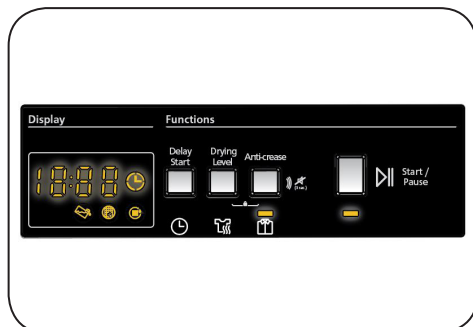 Display
Functions
Delay
Start
Drying
Level
Anti-crease
Start /
Pause
18:88